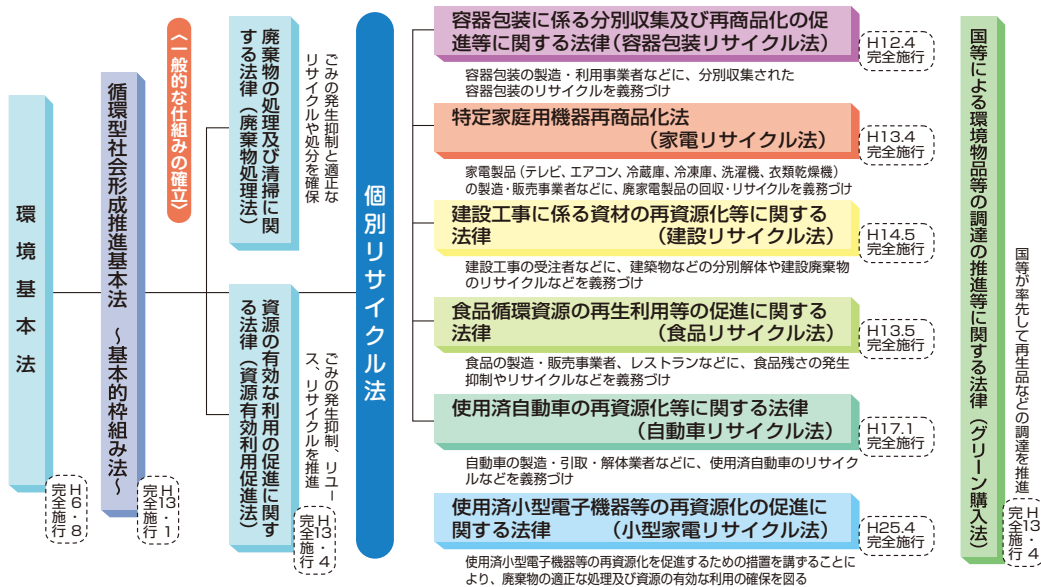 環境基本法
H6・8
完全施行
循環型社会形成推進基本法 ～基本的枠組み法～
H13・1
完全施行
〈一般的な仕組みの確立〉
廃棄物の処理及び清掃に関
する法律（廃棄物処理法）
ごみの発生抑制と適正な
リサイクルや処分を確保
資源の有効な利用の促進に関す
る法律（資源有効利用促進法）
ごみの発生抑制、リユー
ス、リサイクルを推進
H13・4
完全施行
個別リサイクル法
容器包装に係る分別収集及び再商品化の促
進等に関する法律（容器包装リサイクル法）
H12.4
完全施行
容器包装の製造・利用事業者などに、分別収集された
容器包装のリサイクルを義務づけ
特定家庭用機器再商品化法
（家電リサイクル法）
H13.4
完全施行
家電製品（テレビ、エアコン、冷蔵庫、冷凍庫、洗濯機、衣類乾燥機）
の製造・販売事業者などに、廃家電製品の回収・リサイクルを義務づけ
建設工事に係る資材の再資源化等に関する
法律 （建設リサイクル法）
H14.5
完全施行
建設工事の受注者などに、建築物などの分別解体や建設廃棄物
のリサイクルなどを義務づけ
食品循環資源の再生利用等の促進に関する
法律 （食品リサイクル法）
H13.5
完全施行
食品の製造・販売事業者、レストランなどに、食品残さの発生
抑制やリサイクルなどを義務づけ
使用済自動車の再資源化等に関する法律
（自動車リサイクル法）
H17.1
完全施行
自動車の製造・引取・解体業者などに、使用済自動車のリサイク
ルなどを義務づけ
使用済小型電子機器等の再資源化の促進に
関する法律 （小型家電リサイクル法）
H25.4
完全施行
使用済小型電子機器等の再資源化を促進するための措置を講ずることに
より、廃棄物の適正な処理及び資源の有効な利用の確保を図る
国等による環境物品等の調達の推進等に関する法律（グリーン購入法）
国等が率先して再生品などの調達を推進
H13・4
完全施行